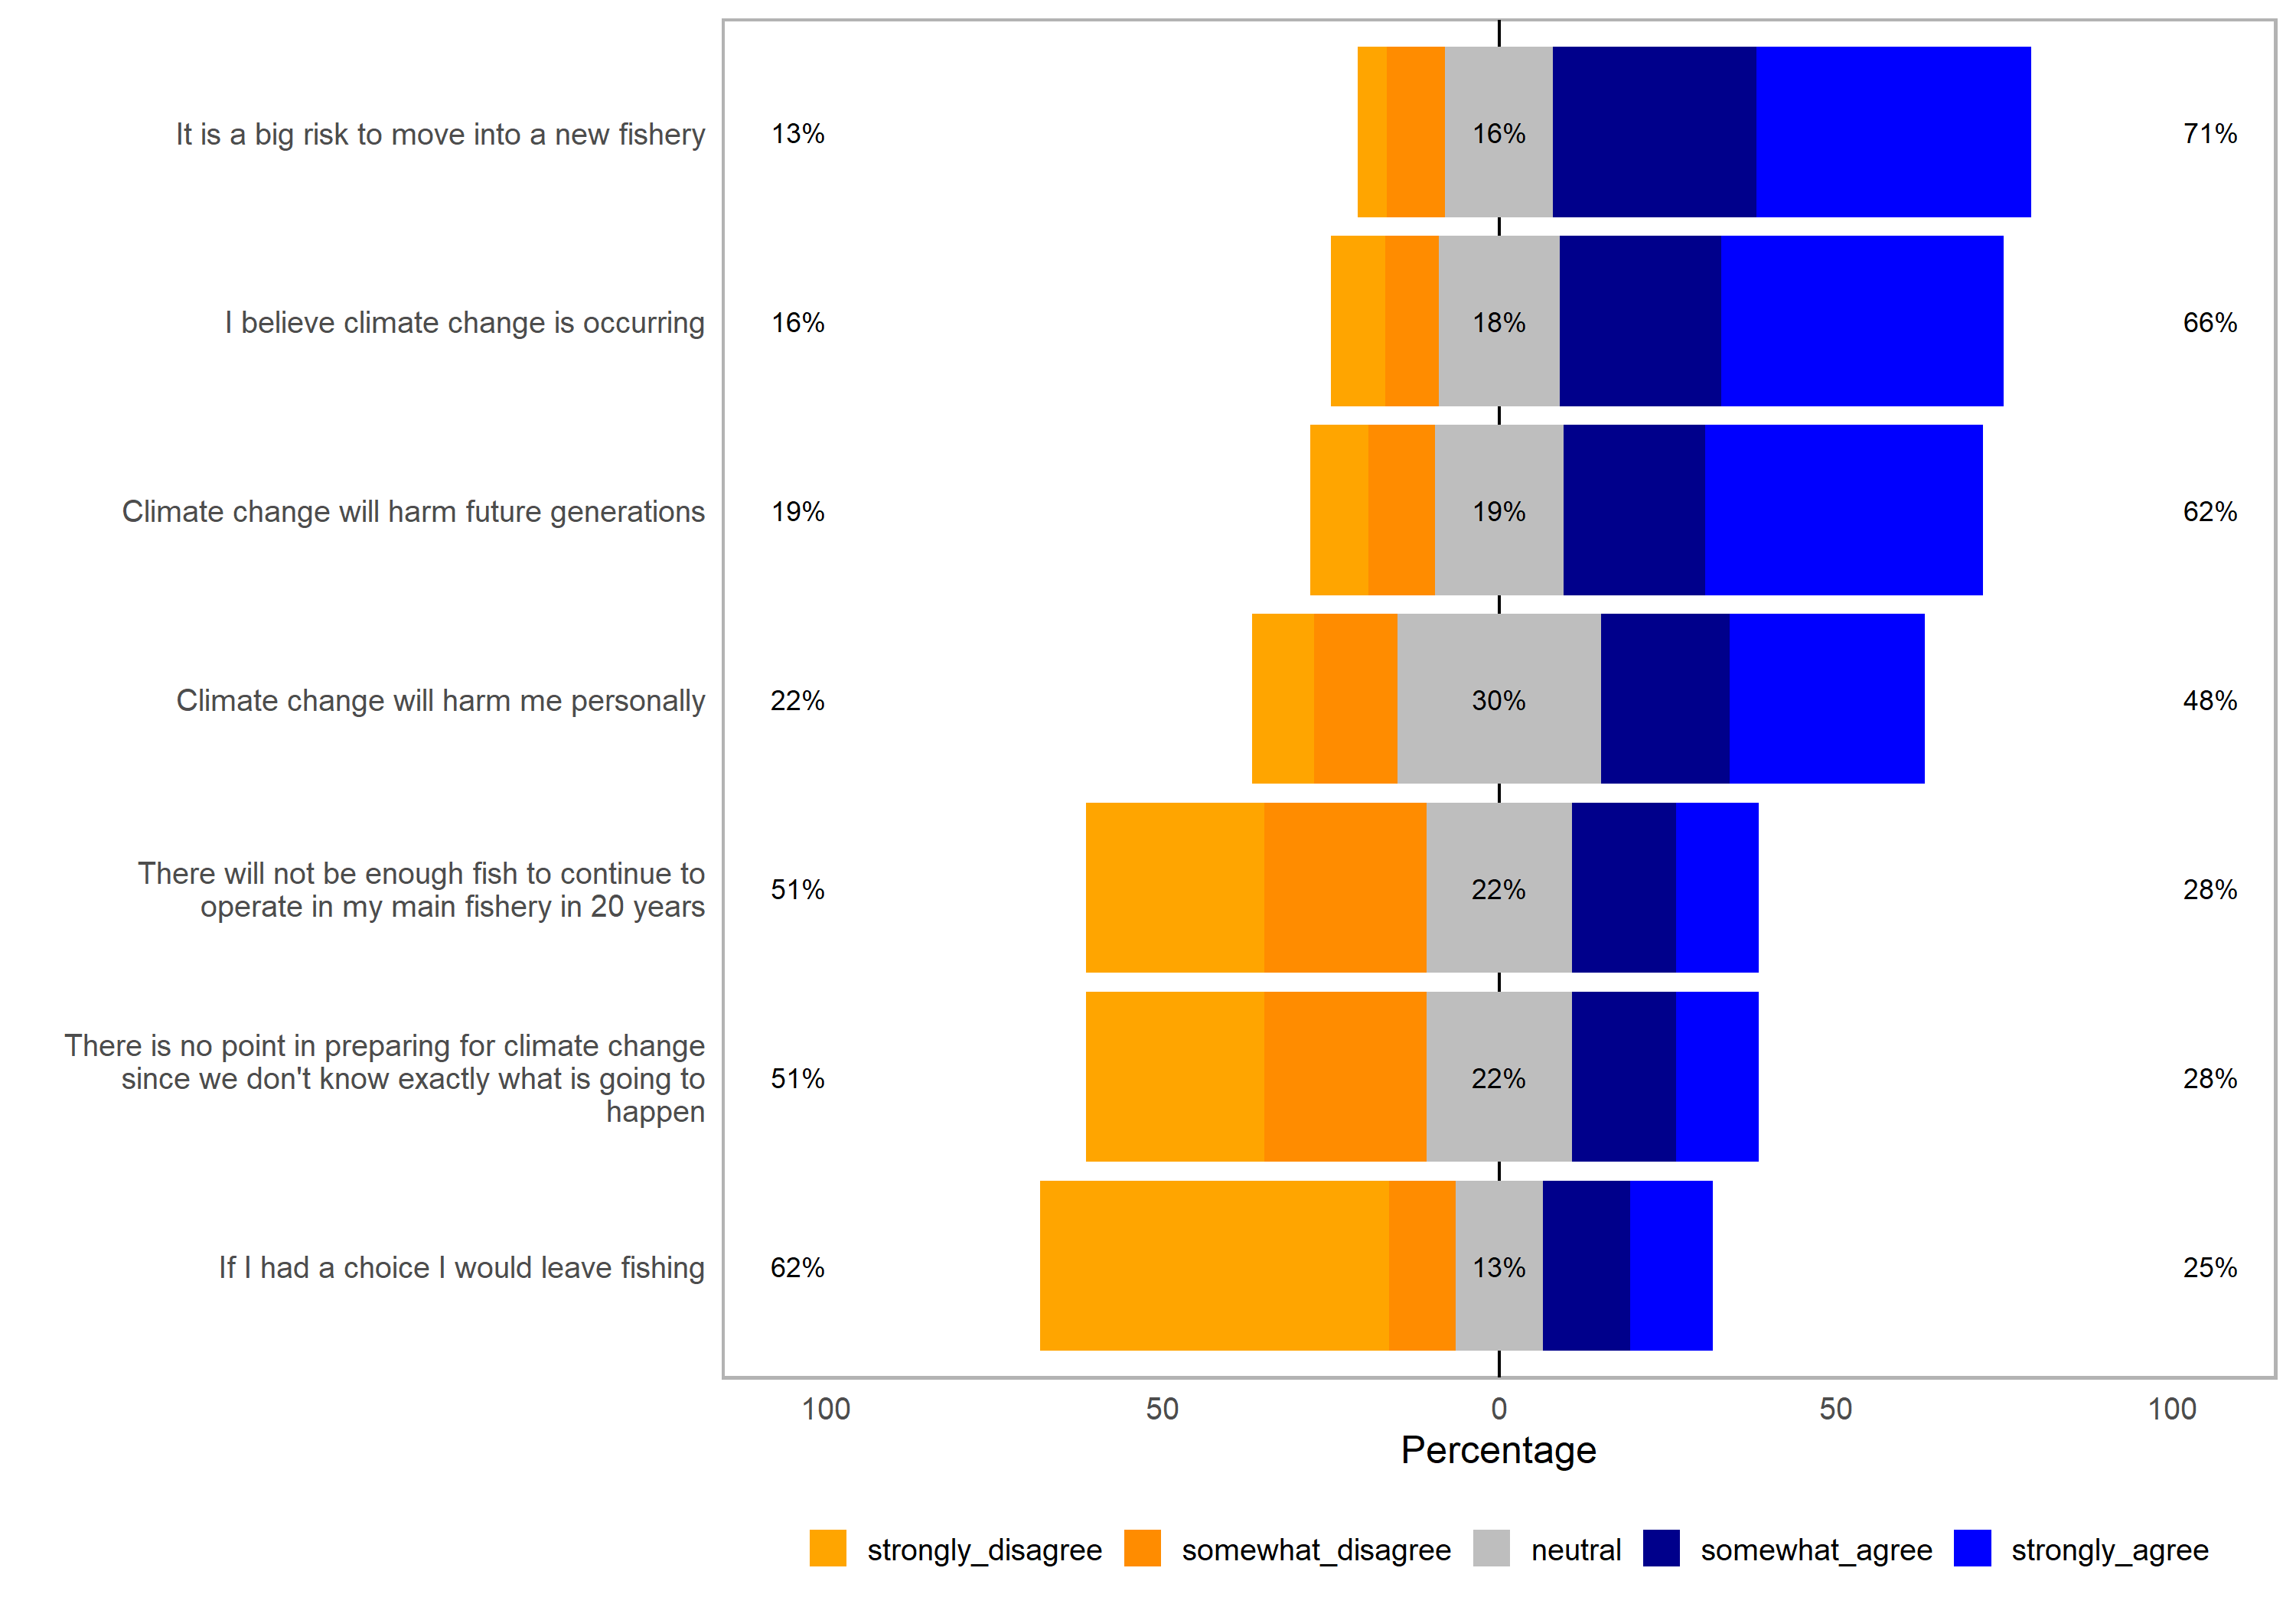 It is a big risk to move into a new fishery
13%
16%
71%
I believe climate change is occurring
16%
18%
66%
Climate change will harm future generations
19%
19%
62%
Climate change will harm me personally
22%
30%
48%
There will not be enough fish to continue to
operate in my main fishery in 20 years
51%
22%
28%
There is no point in preparing for climate change
since we don't know exactly what is going to
happen
51%
22%
28%
If I had a choice I would leave fishing
62%
13%
25%
100 50 0 50 100
Percentage
strongly_disagree somewhat_disagree neutral somewhat_agree strongly_agree